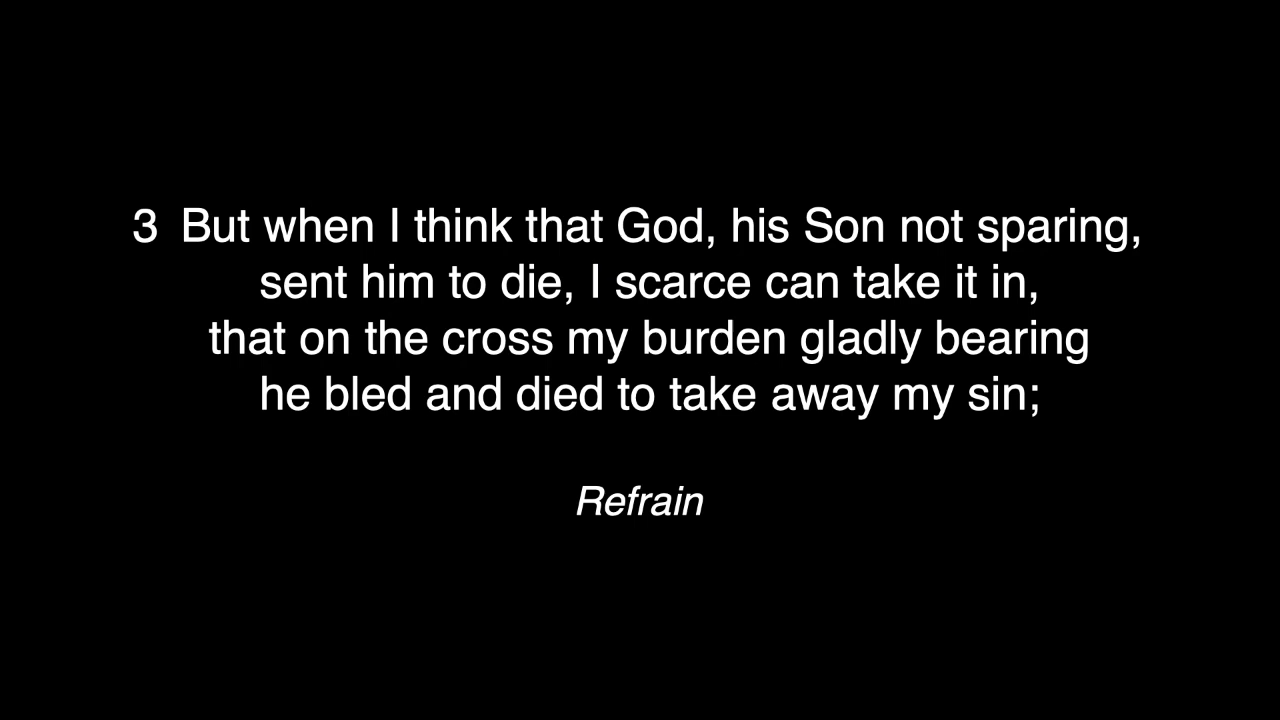 3 But when I think that God, his Son not sparing,
sent him to die, I scarce can take it in,
that on the cross my burden gladly bearing
he bled and died to take away my sin;
Refrain